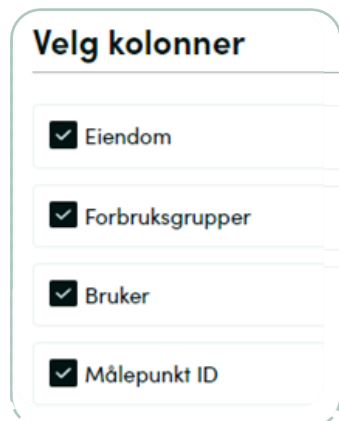 Velg kolonner
Eiendom
Forbruksgrupper
Bruker
Målepunkt ID